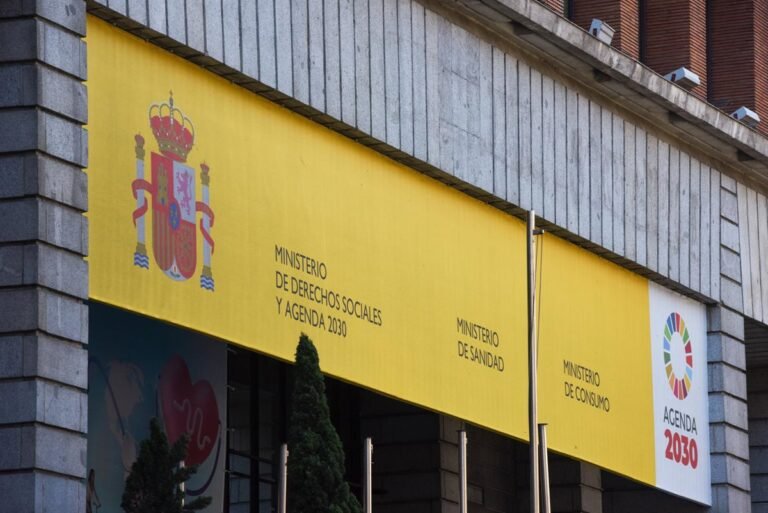 MINISTERIO
DE DERECHOS SOCIALES
Y AGENDA 2030
MINISTERIO
DE SANIDAD
MINISTERIO
DE CONSUMO
AGENDA
2030